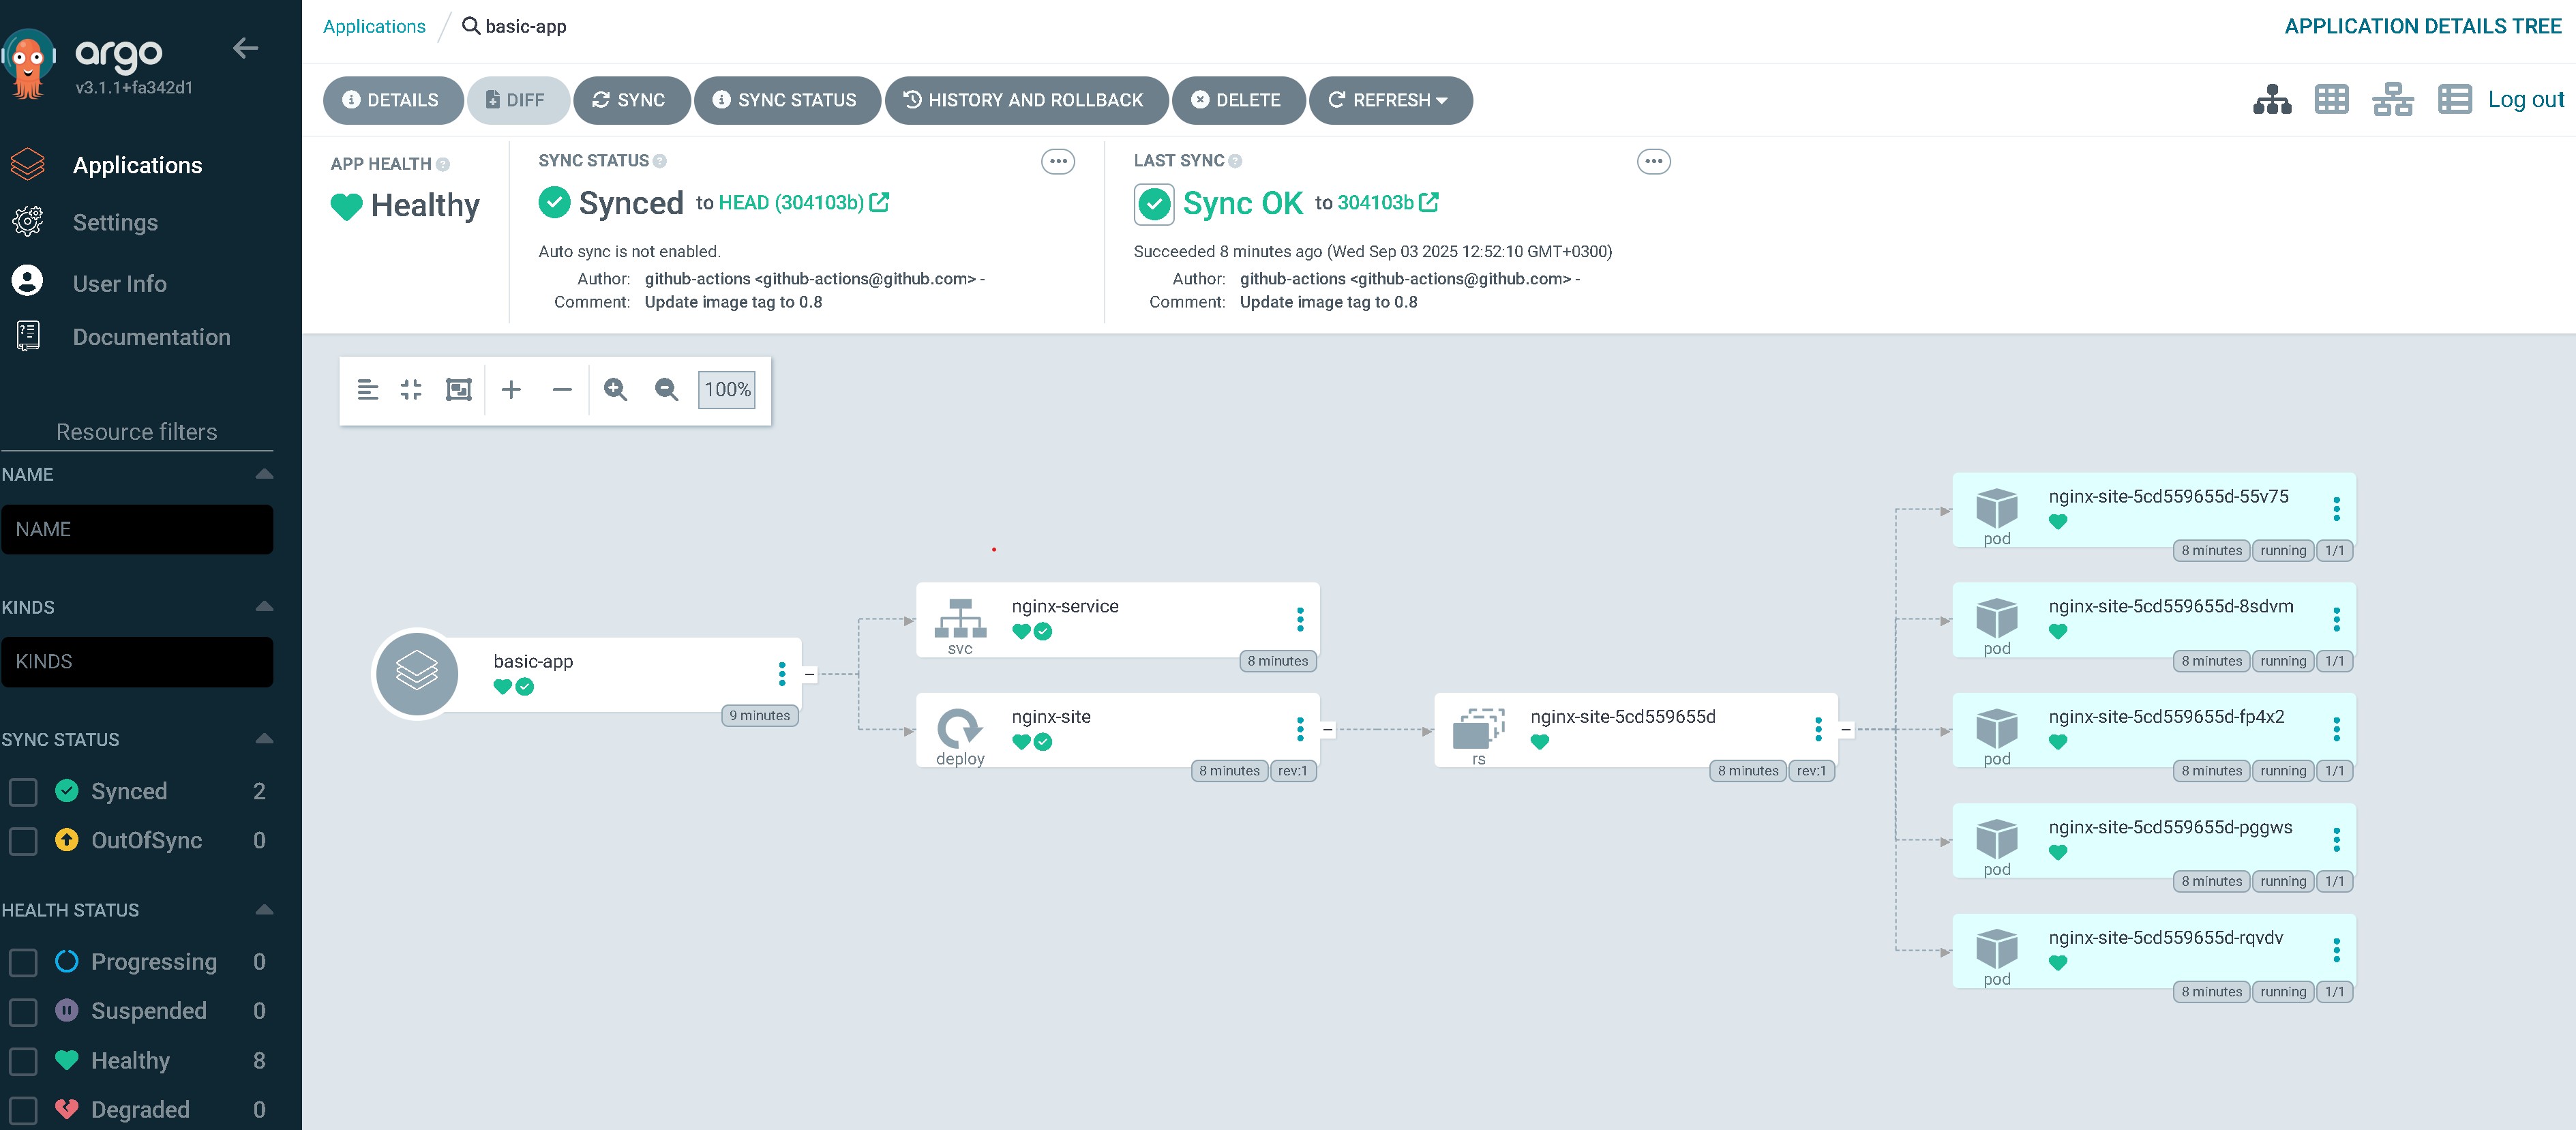 argo
v3.1.1+fa342d1
Applications
Settings
User Info
Documentation
Resource filters
NAME
NAME
KINDS
KINDS
SYNC STATUS
Synced 2
OutOfSync 0
HEALTH STATUS
Progressing 0
Suspended 0
Healthy 8
Degraded 0
Applications / basic-app
APPLICATION DETAILS TREE
DETAILS DIFF SYNC SYNC STATUS HISTORY AND ROLLBACK DELETE REFRESH
Log out
APP HEALTH
Healthy
SYNC STATUS
Synced to HEAD (304103b)
Auto sync is not enabled.
Author: github-actions <github-actions@github.com> -
Comment: Update image tag to 0.8
LAST SYNC
Sync OK to 304103b
Succeeded 8 minutes ago (Wed Sep 03 2025 12:52:10 GMT+0300)
Author: github-actions <github-actions@github.com> -
Comment: Update image tag to 0.8
100%
basic-app
9 minutes
nginx-service
svc
8 minutes
nginx-site
deploy
8 minutes rev:1
nginx-site-5cd559655d
rs
8 minutes rev:1
nginx-site-5cd559655d-55v75
pod
8 minutes running 1/1
nginx-site-5cd559655d-8sdvm
pod
8 minutes running 1/1
nginx-site-5cd559655d-fp4x2
pod
8 minutes running 1/1
nginx-site-5cd559655d-pggws
pod
8 minutes running 1/1
nginx-site-5cd559655d-rqvdv
pod
8 minutes running 1/1